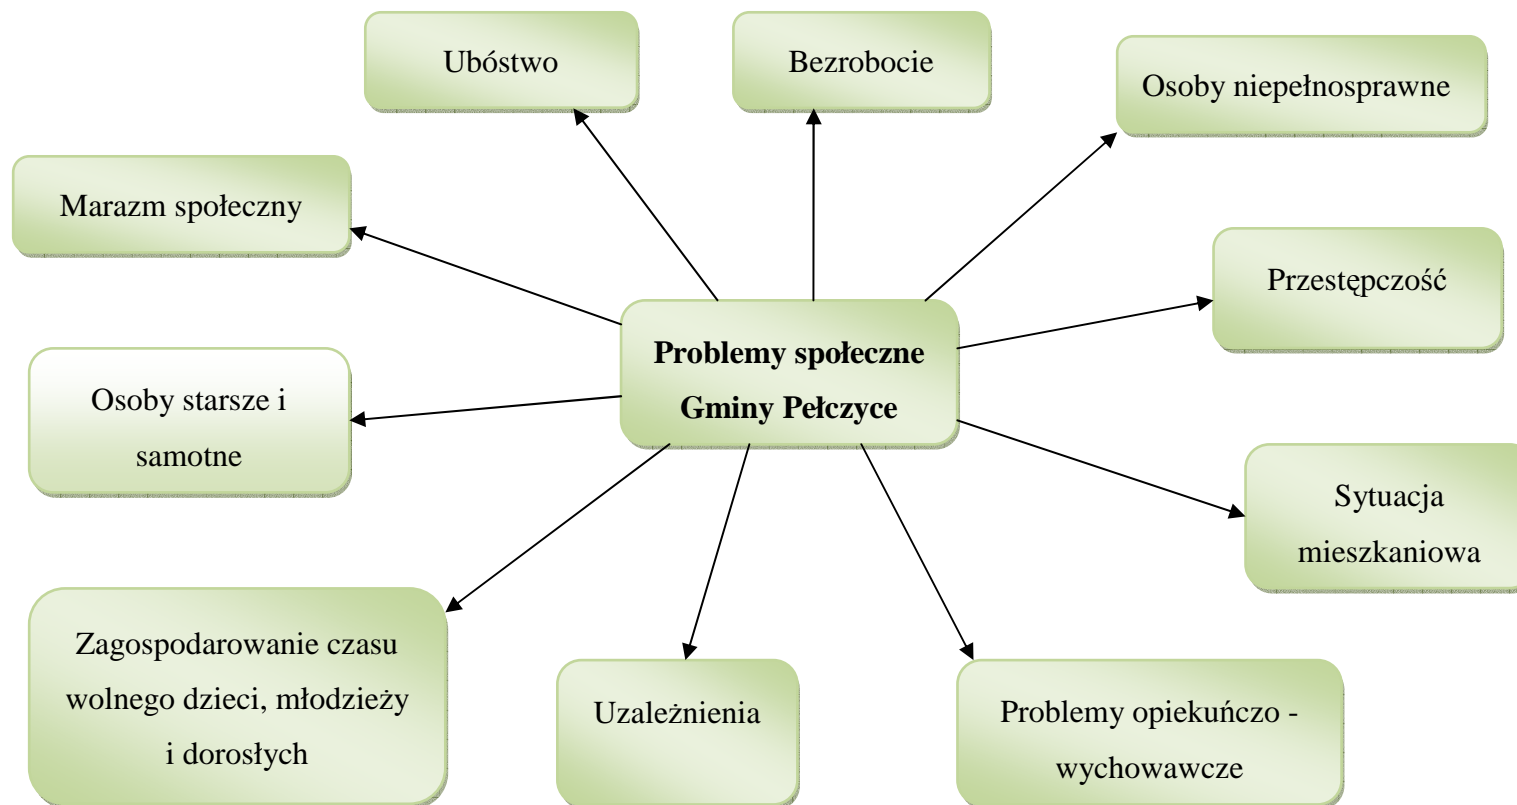 Ubóstwo
Bezrobocie
Osoby niepełnosprawne
Marazm społeczny
Przestępczość
Problemy społeczne
Gminy Pełczyce
Osoby starsze i
samotne
Sytuacja
mieszkaniowa
Zagospodarowanie czasu
wolnego dzieci, młodzieży
i dorosłych
Uzależnienia
Problemy opiekuńczo -
wychowawcze